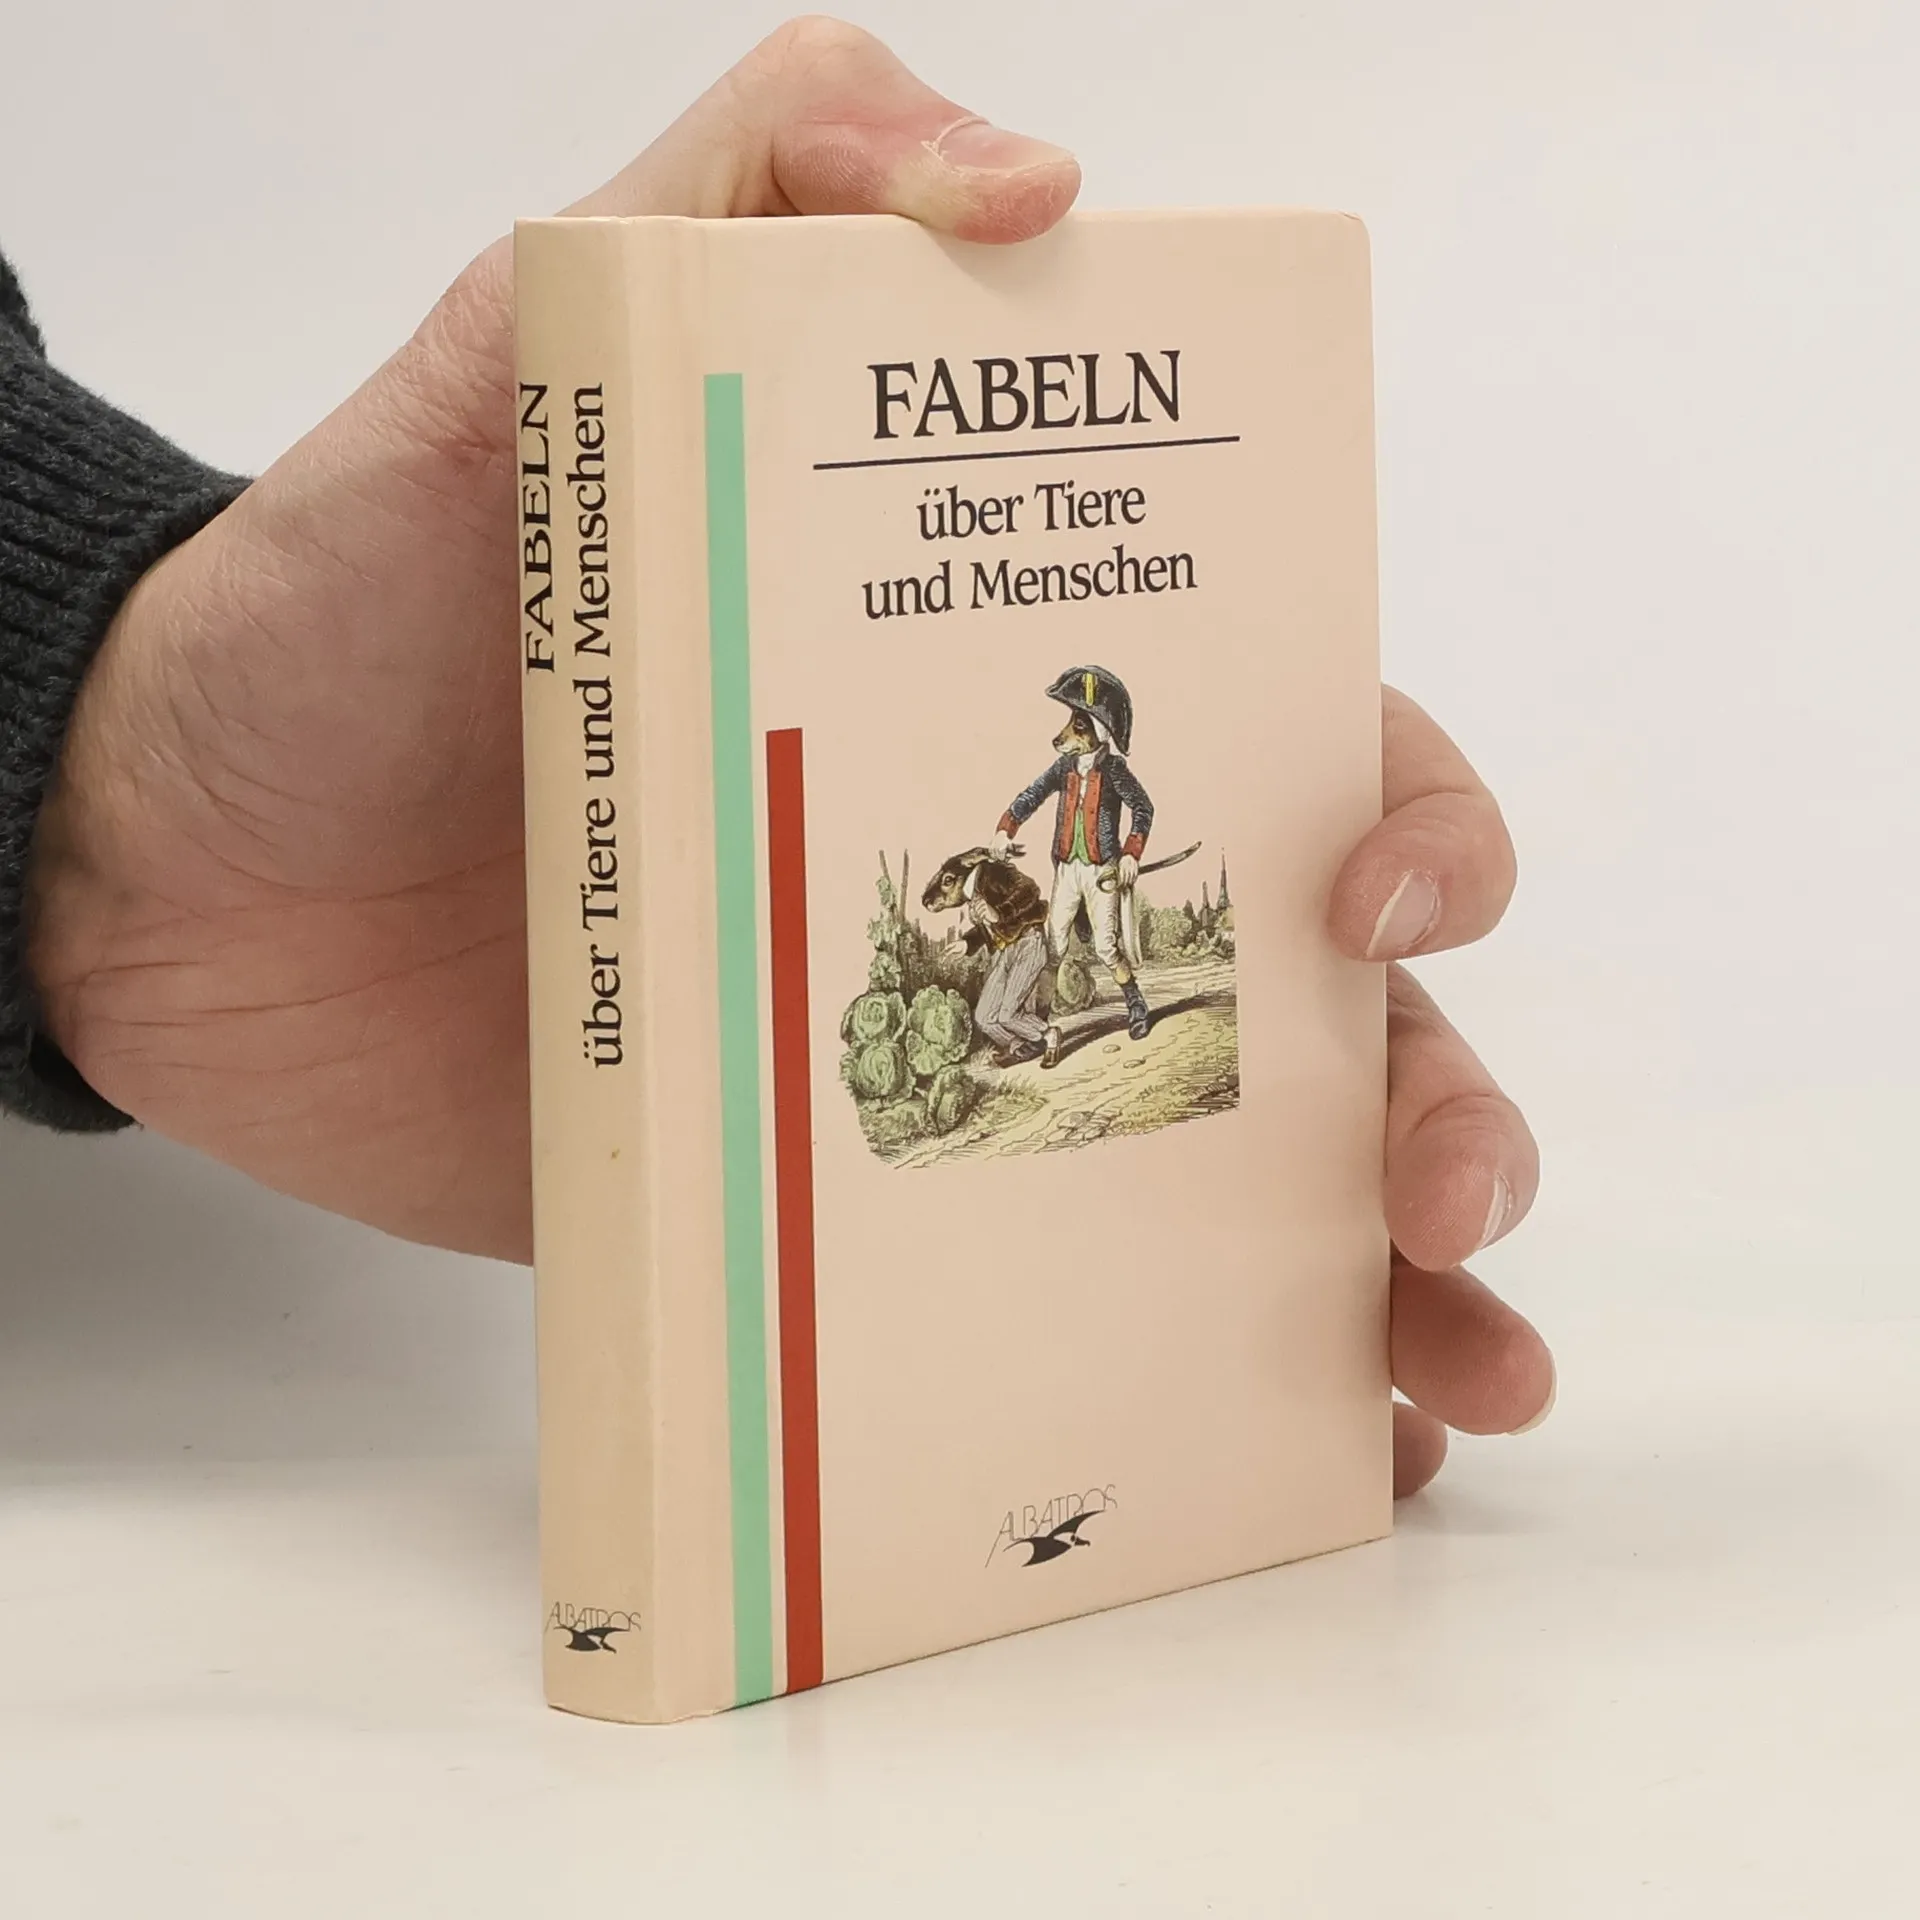 FABELN
über Tiere und Menschen
ALBATROS
FABELN
über Tiere
und Menschen
ALBATROS